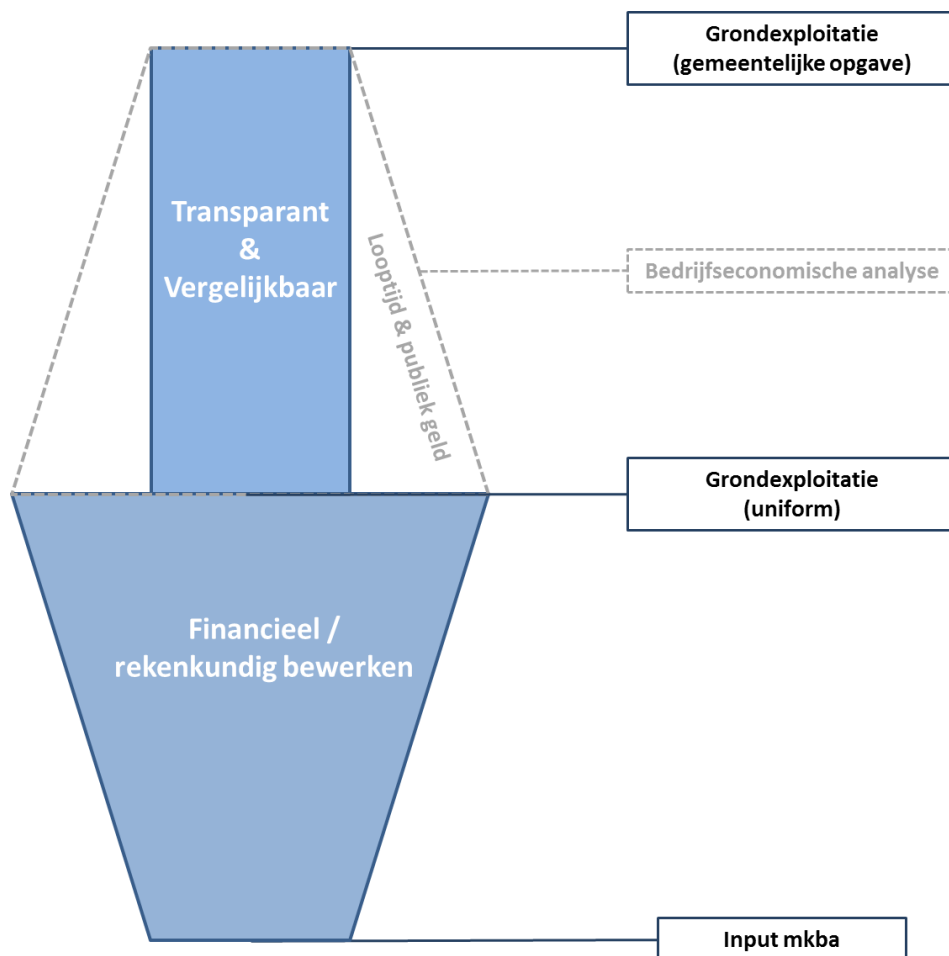 Grondexploitatie
(gemeentelijke opgave)
Transparant
&
Vergelijkbaar
Looptijd & publiek geld
Bedrijfseconomische analyse
Grondexploitatie
(uniform)
Financieel /
rekenkundig bewerken
Input mkba